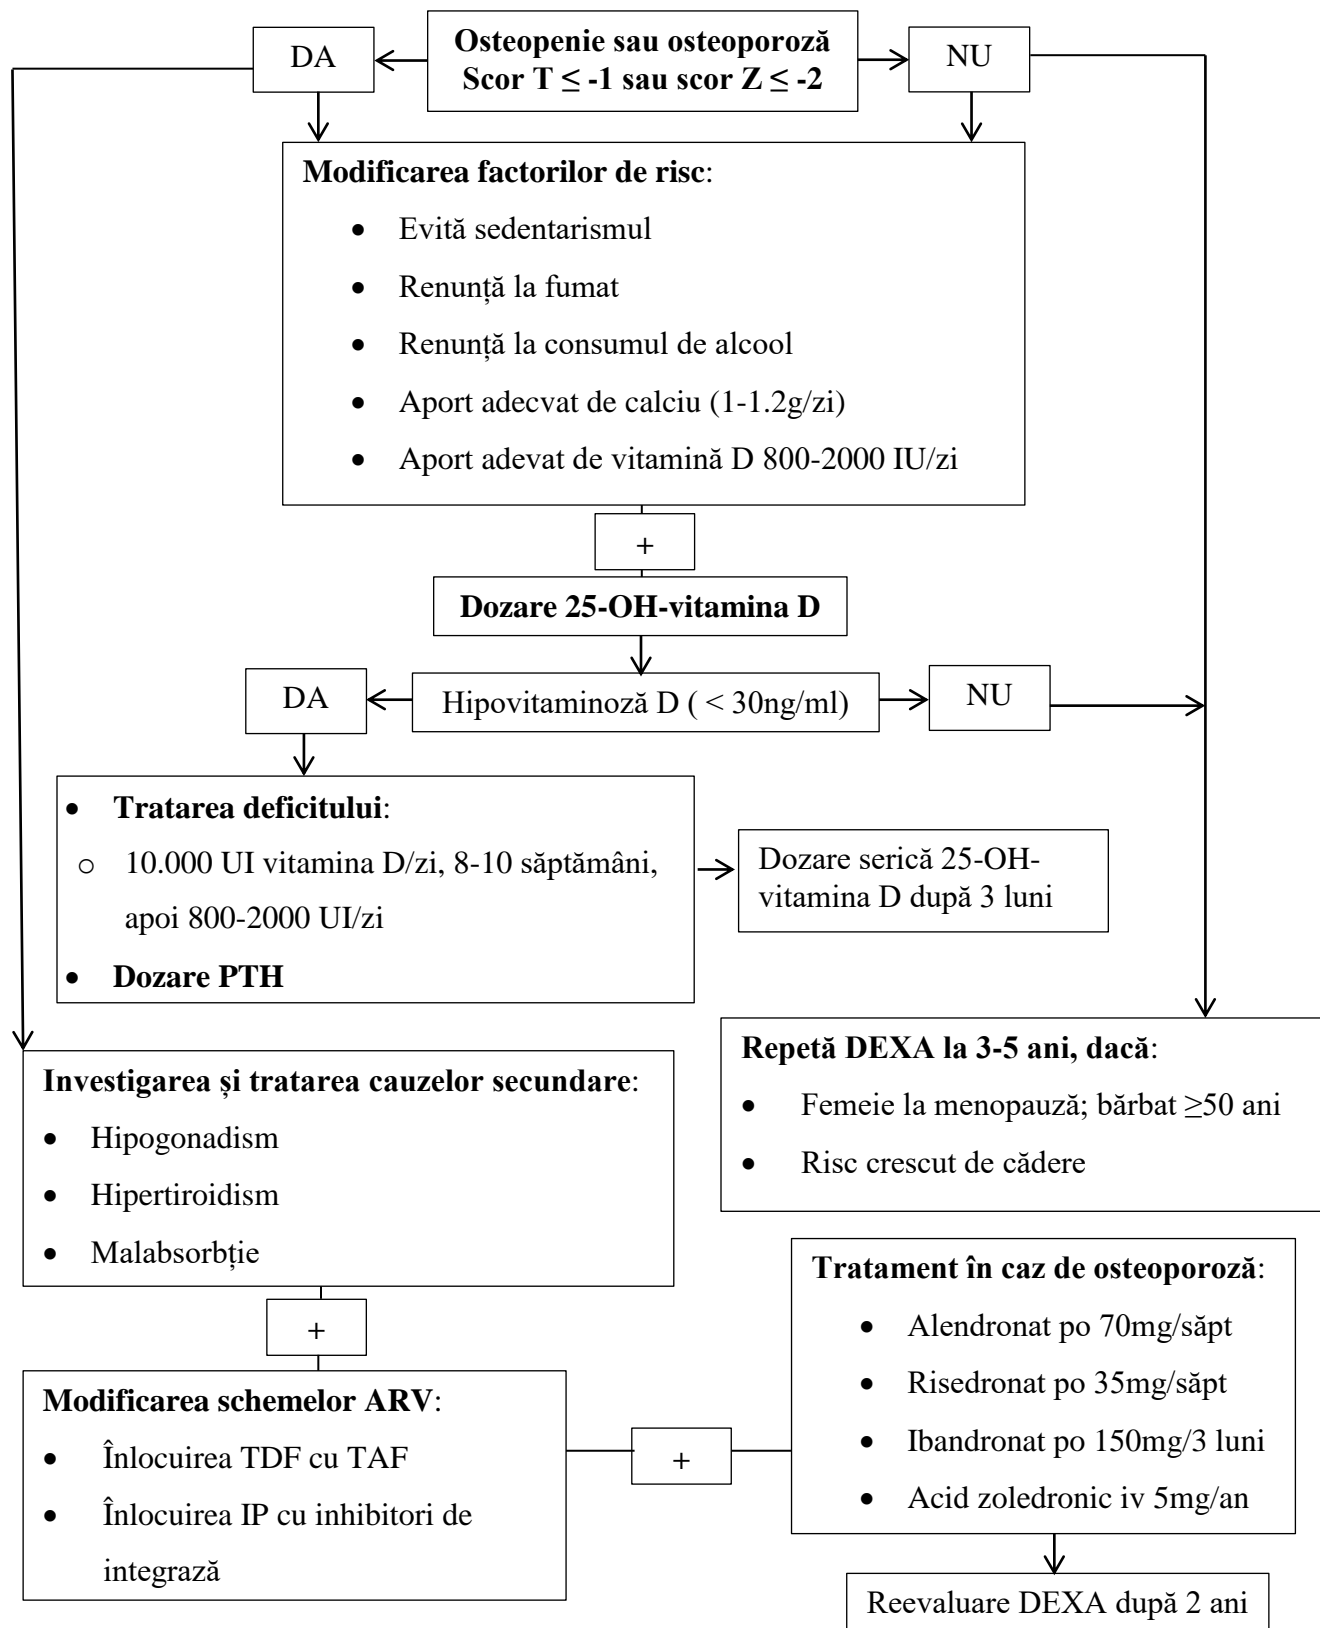 Osteopenie sau osteoporoză
Scor T ≤ -1 sau scor Z ≤ -2
DA
NU
Modificarea factorilor de risc:
• Evită sedentarismul
• Renunță la fumat
• Renunță la consumul de alcool
• Aport adecvat de calciu (1-1.2g/zi)
• Aport adevat de vitamină D 800-2000 IU/zi
+
Dozare 25-OH-vitamina D
DA
Hipovitaminoză D ( < 30ng/ml)
NU
• Tratarea deficitului:
o 10.000 UI vitamina D/zi, 8-10 săptămâni,
apoi 800-2000 UI/zi
• Dozare PTH
Dozare serică 25-OH-
vitamina D după 3 luni
Repetă DEXA la 3-5 ani, dacă:
• Femeie la menopauză; bărbat ≥50 ani
• Risc crescut de cădere
Investigarea și tratarea cauzelor secundare:
• Hipogonadism
• Hipertiroidism
• Malabsorbție
+
Modificarea schemelor ARV:
• Înlocuirea TDF cu TAF
• Înlocuirea IP cu inhibitori de
integrază
+
Tratament în caz de osteoporoză:
• Alendronat po 70mg/săpt
• Risedronat po 35mg/săpt
• Ibandronat po 150mg/3 luni
• Acid zoledronic iv 5mg/an
Reevaluare DEXA după 2 ani